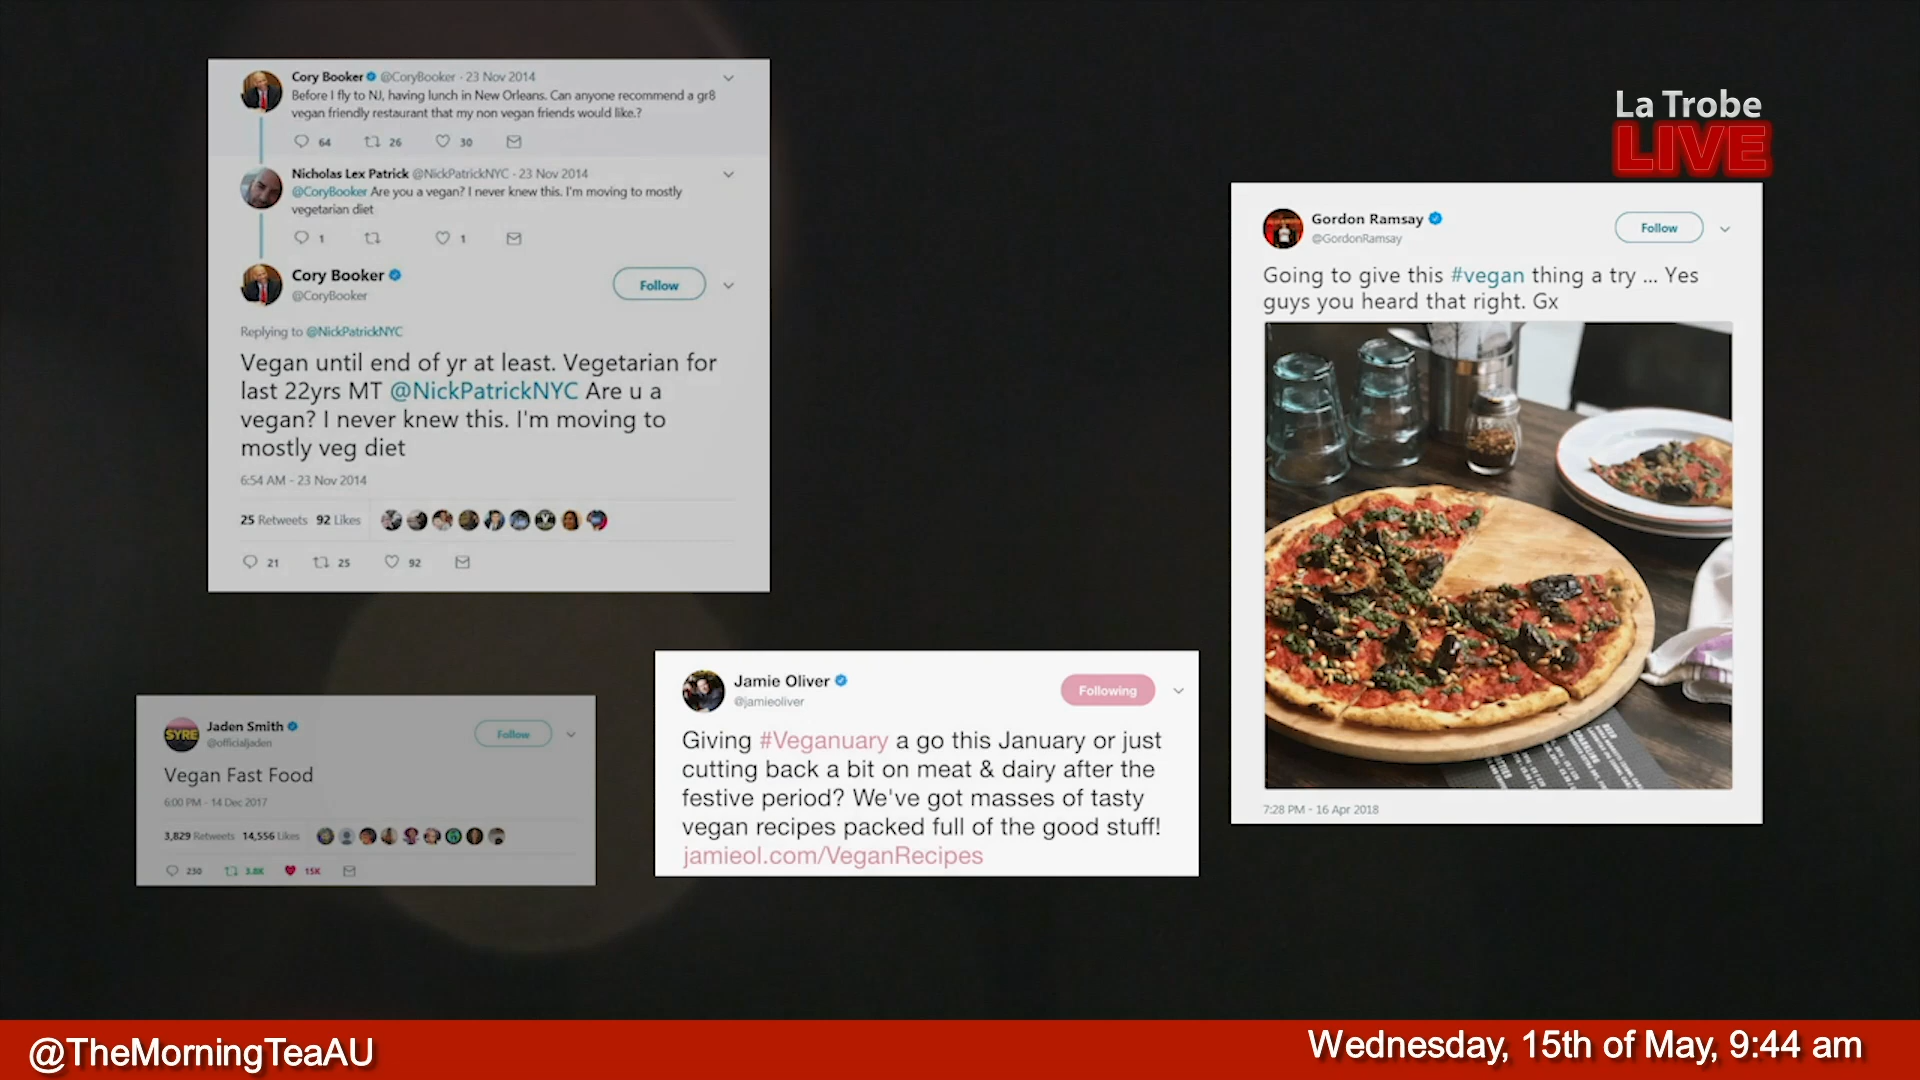 Cory Booker @CoryBooker · 23 Nov 2014
Before I fly to NJ, having lunch in New Orleans. Can anyone recommend a gr8
vegan friendly restaurant that my non vegan friends would like.?
64 26 30
Nicholas Lex Patrick @NickPatrickNYC · 23 Nov 2014
@CoryBooker Are you a vegan? I never knew this. I'm moving to mostly
vegetarian diet
1 1
Cory Booker
@CoryBooker
Follow
Replying to @NickPatrickNYC
Vegan until end of yr at least. Vegetarian for
last 22yrs MT @NickPatrickNYC Are u a
vegan? I never knew this. I'm moving to
mostly veg diet
6:54 AM - 23 Nov 2014
25 Retweets 92 Likes
21 25 92
La Trobe
LIVE
Gordon Ramsay
@GordonRamsay
Follow
Going to give this #vegan thing a try ... Yes
guys you heard that right. Gx
7:28 PM - 16 Apr 2018
SYRE
Jaden Smith
@officialjaden
Follow
Vegan Fast Food
6:00 PM - 14 Dec 2017
3,829 Retweets 14,556 Likes
230 3.8K 15K
Jamie Oliver
@jamieoliver
Following
Giving #Veganuary a go this January or just
cutting back a bit on meat & dairy after the
festive period? We've got masses of tasty
vegan recipes packed full of the good stuff!
jamieol.com/VeganRecipes
@TheMorningTeaAU
Wednesday, 15th of May, 9:44 am